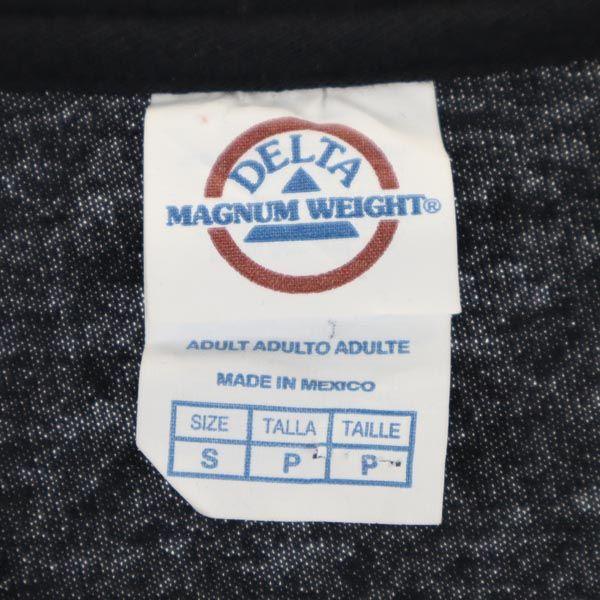 DELTA
MAGNUM WEIGHT®
ADULT ADULTO ADULTE
MADE IN MEXICO
SIZE TALLA TAILLE
S P P